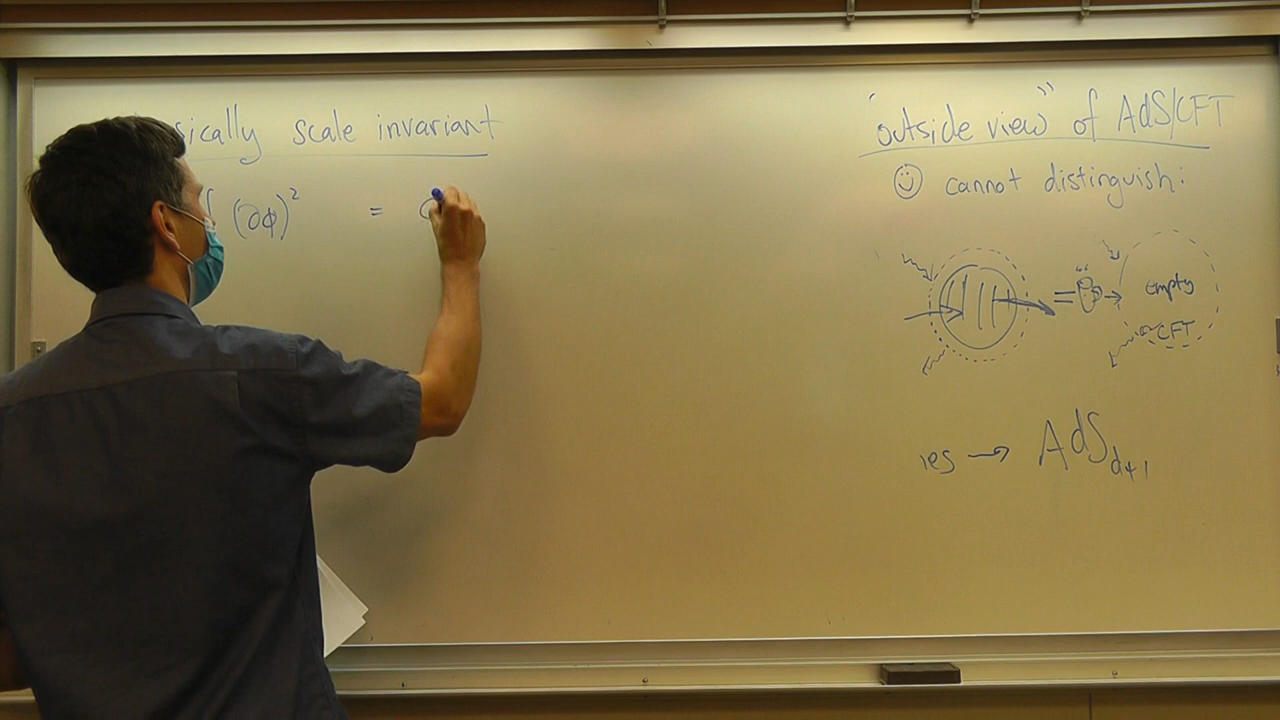 sically scale invariant
∫ (∂φ)² =
"outside view" of AdS/CFT
☺ cannot distinguish:
=
empty
CFT
ies → AdS_{d+1}